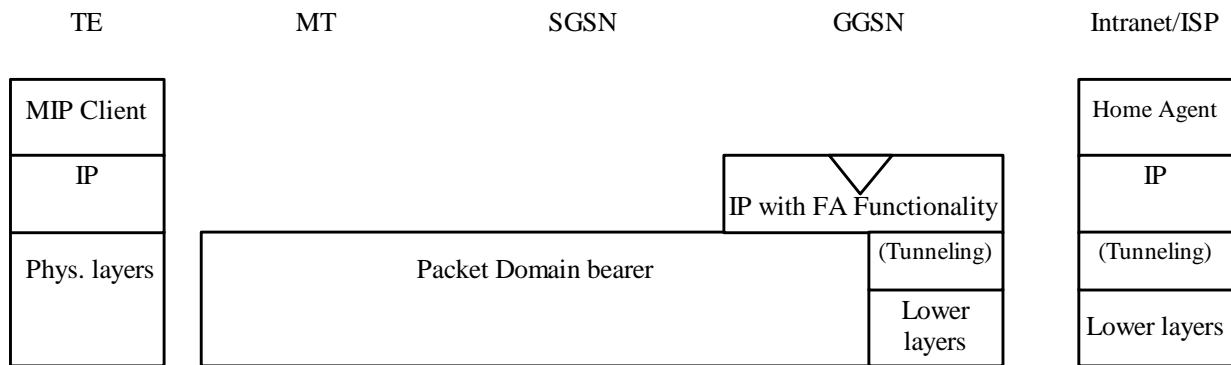 TE MT SGSN GGSN Intranet/ISP
MIP Client Home Agent
IP IP
IP with FA Functionality
Phys. layers Packet Domain bearer (Tunneling) (Tunneling)
Lower
layers Lower layers